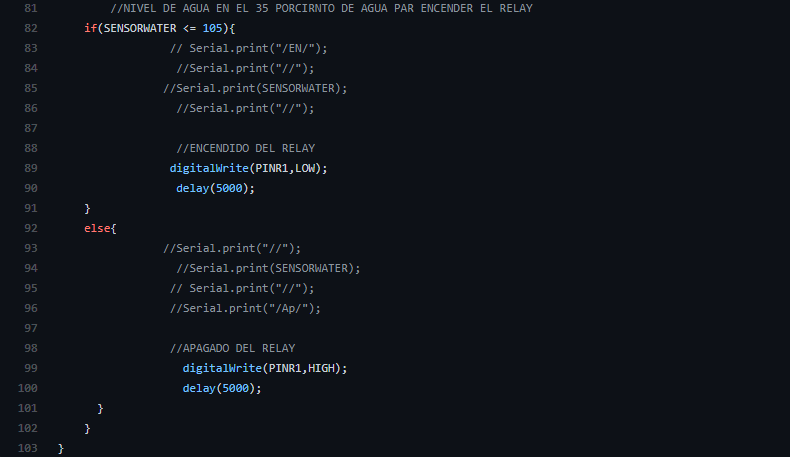 81 //NIVEL DE AGUA EN EL 35 PORCIRNTO DE AGUA PAR ENCENDER EL RELAY
82 if(SENSORWATER <= 105){
83 // Serial.print("/EN/");
84 //Serial.print("//");
85 //Serial.print(SENSORWATER);
86 //Serial.print("//");
87
88 //ENCENDIDO DEL RELAY
89 digitalWrite(PINR1,LOW);
90 delay(5000);
91 }
92 else{
93 //Serial.print("//");
94 //Serial.print(SENSORWATER);
95 // Serial.print("//");
96 //Serial.print("/Ap/");
97
98 //APAGADO DEL RELAY
99 digitalWrite(PINR1,HIGH);
100 delay(5000);
101 }
102 }
103 }